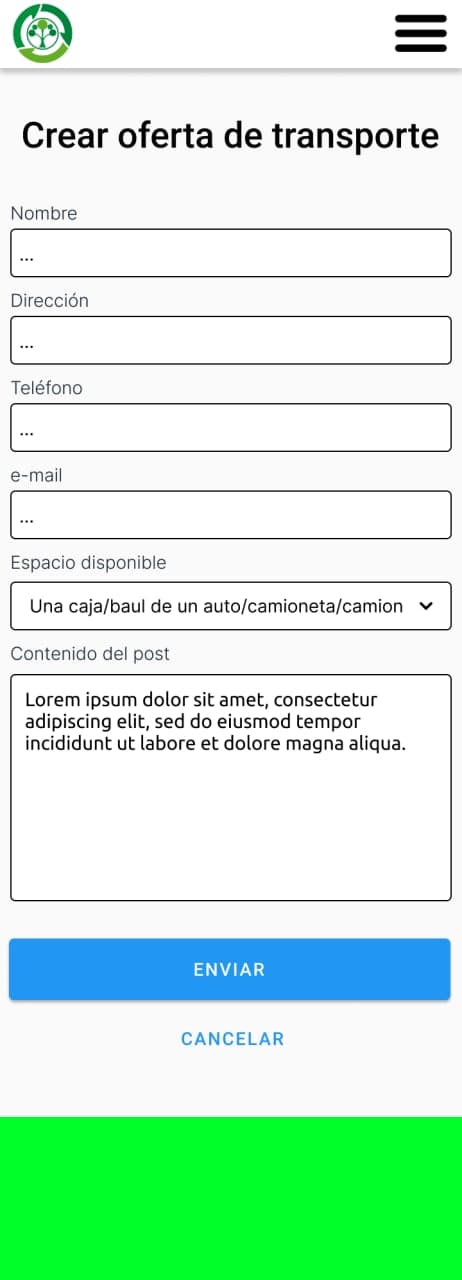 Crear oferta de transporte
Nombre
...
Dirección
...
Teléfono
...
e-mail
...
Espacio disponible
Una caja/baul de un auto/camioneta/camion
Contenido del post
Lorem ipsum dolor sit amet, consectetur
adipiscing elit, sed do eiusmod tempor
incididunt ut labore et dolore magna aliqua.
ENVIAR
CANCELAR